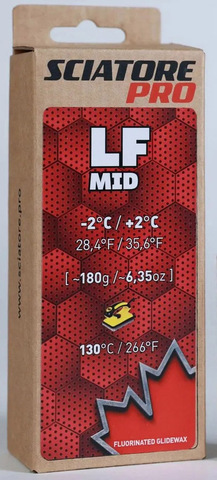 SCIATORE
PRO
LF
MID
-2°C / +2°C
28,4°F / 35,6°F
[ ~180g / ~6,35oz ]
130°C / 266°F
FLUORINATED GLIDEWAX
www.sciatore.pro